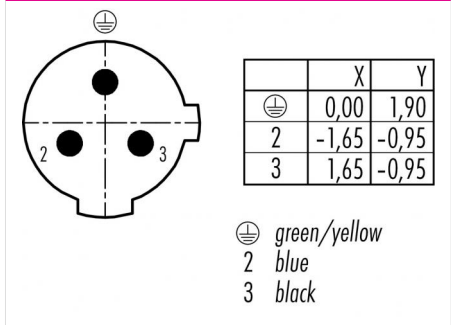 ⏚
2 3
X Y
⏚ 0,00 1,90
2 -1,65 -0,95
3 1,65 -0,95
⏚ green/yellow
2 blue
3 black